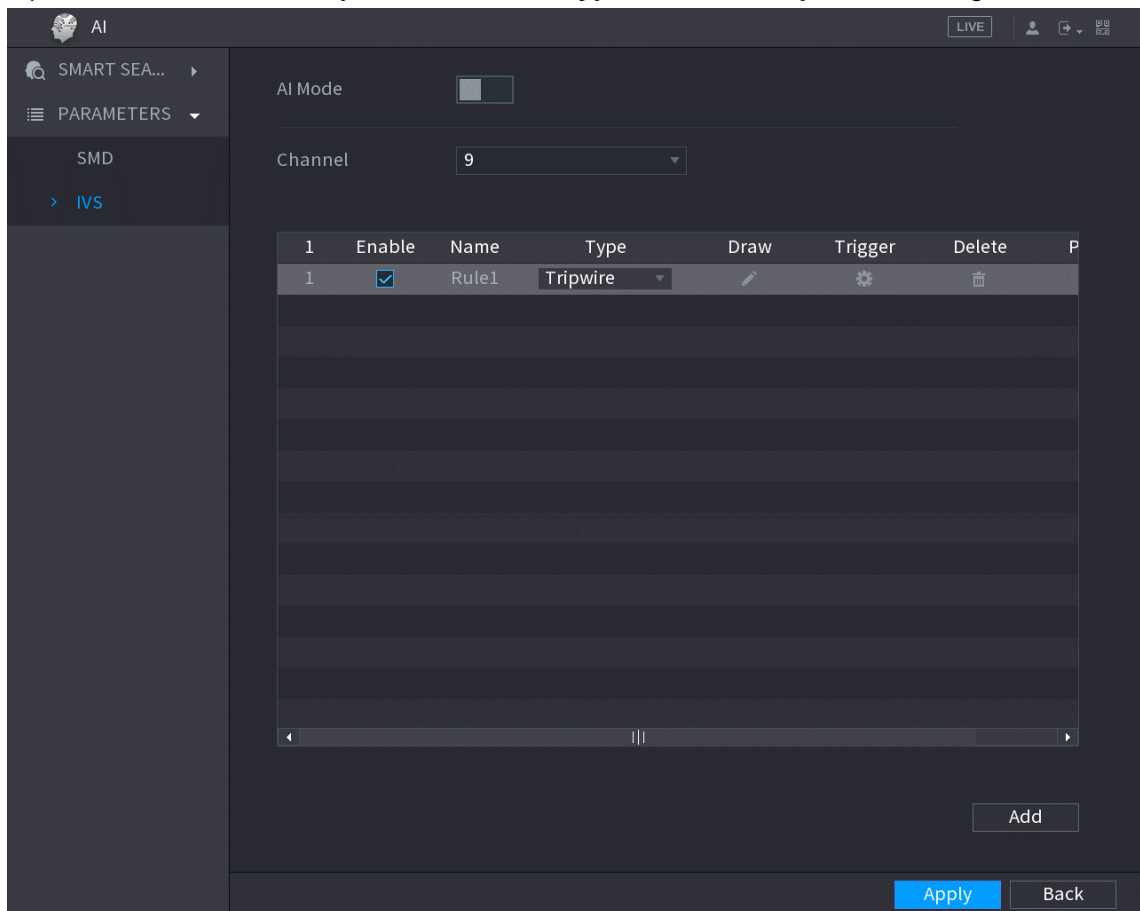 AI LIVE
SMART SEA...
PARAMETERS
SMD
> IVS
AI Mode
Channel 9
1 Enable Name Type Draw Trigger Delete P
1 Rule1 Tripwire
Add
Apply Back